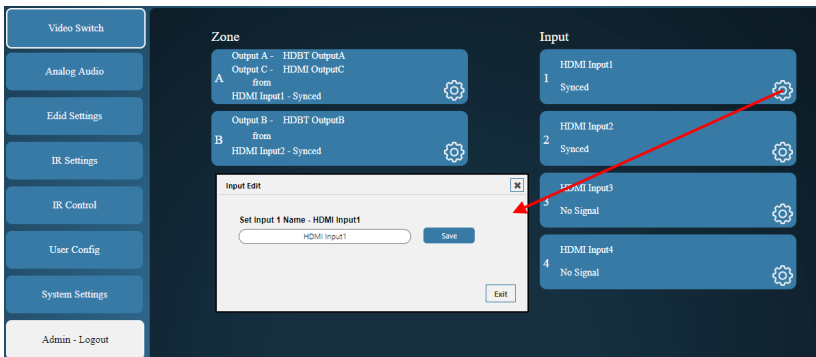 Video Switch
Analog Audio
Edid Settings
IR Settings
IR Control
User Config
System Settings
Admin - Logout
Zone
A
Output A - HDBT OutputA
Output C - HDMI OutputC
from
HDMI Input1 - Synced
B
Output B - HDBT OutputB
from
HDMI Input2 - Synced
Input Edit
Set Input 1 Name - HDMI Input1
HDMI Input1
Save
Exit
Input
1
HDMI Input1
Synced
2
HDMI Input2
Synced
3
HDMI Input3
No Signal
4
HDMI Input4
No Signal